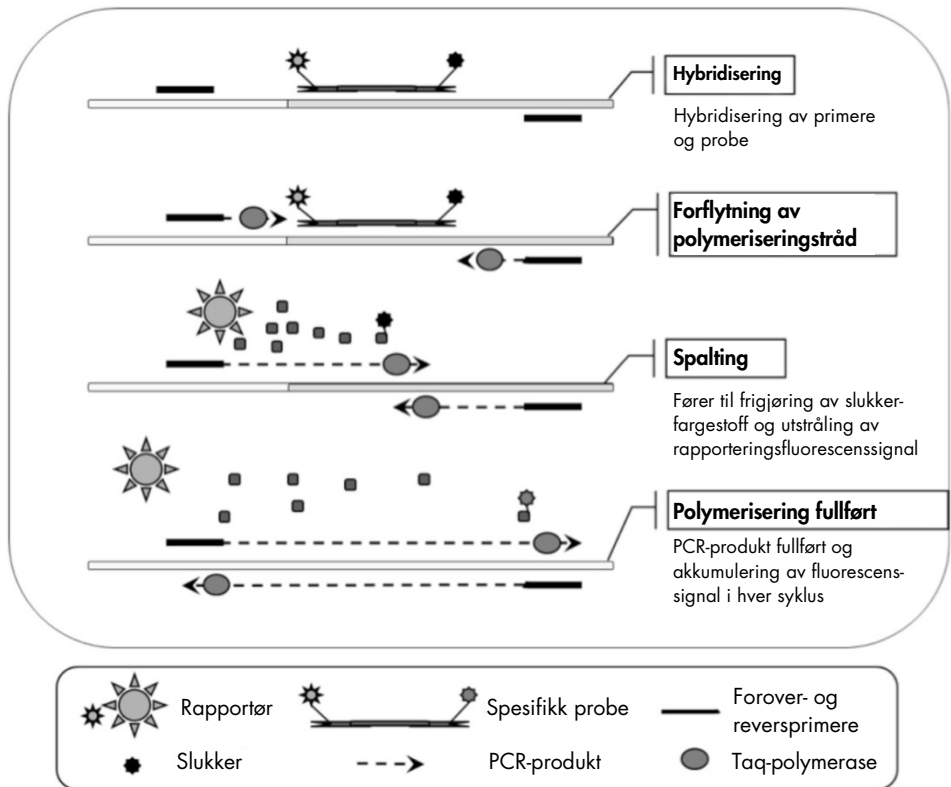 Hybridisering
Hybridisering av primere
og probe
Forflytning av
polymeriseringstråd
Spalting
Fører til frigjøring av slukker-
fargestoff og utstråling av
rapporteringsfluorescenssignal
Polymerisering fullført
PCR-produkt fullført og
akkumulering av fluorescens-
signal i hver syklus
Rapportør
Spesifikk probe
Forover- og
reversprimere
Slukker
PCR-produkt
Taq-polymerase